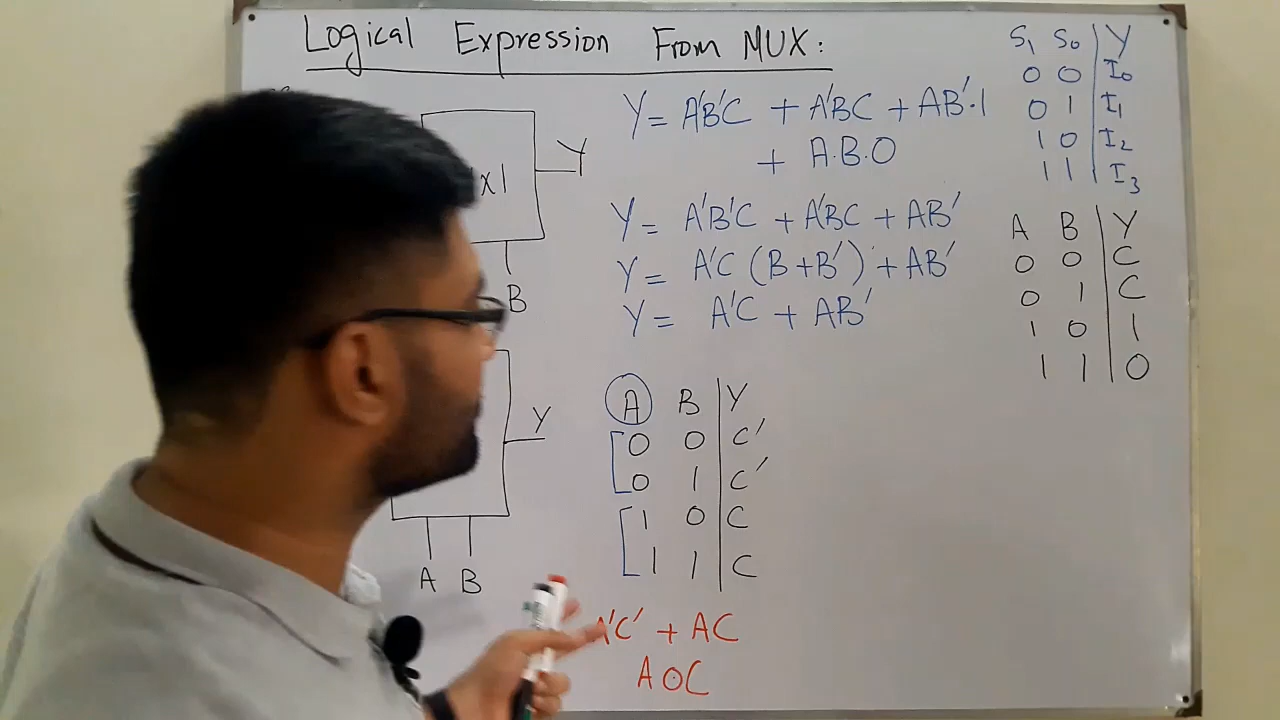 Logical Expression From MUX:
Y
x1
B
Y = A'B'C + A'BC + AB'·1
+ A·B·0
Y = A'B'C + A'BC + AB'
Y = A'C (B+B') + AB'
Y = A'C + AB'
S1 S0 Y
0 0 I0
0 1 I1
1 0 I2
1 1 I3
A B Y
0 0 C
0 1 C
1 0 1
1 1 0
Y
A B
A B Y
0 0 C'
0 1 C'
1 0 C
1 1 C
A'C' + AC
A⊙C